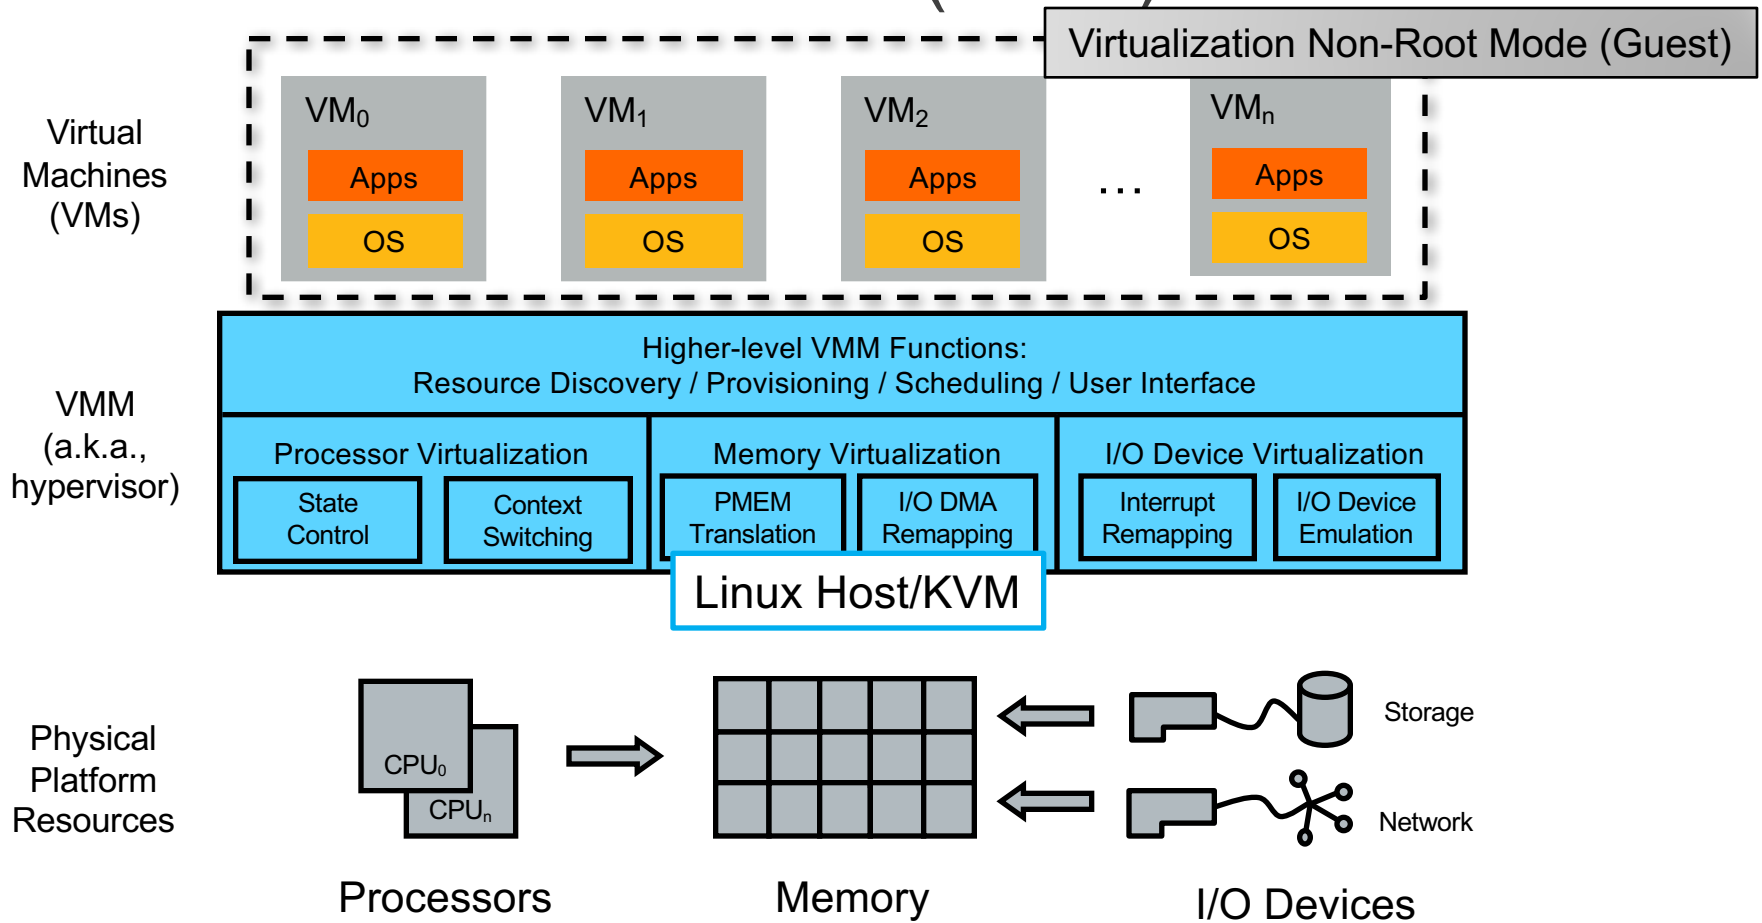 Virtualization Non-Root Mode (Guest)
Virtual
Machines
(VMs)
VM0
Apps
OS
VM1
Apps
OS
VM2
Apps
OS
...
VMn
Apps
OS
VMM
(a.k.a.,
hypervisor)
Higher-level VMM Functions:
Resource Discovery / Provisioning / Scheduling / User Interface
Processor Virtualization
State
Control
Context
Switching
Memory Virtualization
PMEM
Translation
I/O DMA
Remapping
I/O Device Virtualization
Interrupt
Remapping
I/O Device
Emulation
Linux Host/KVM
Physical
Platform
Resources
CPU0
CPUn
Storage
Network
Processors
Memory
I/O Devices